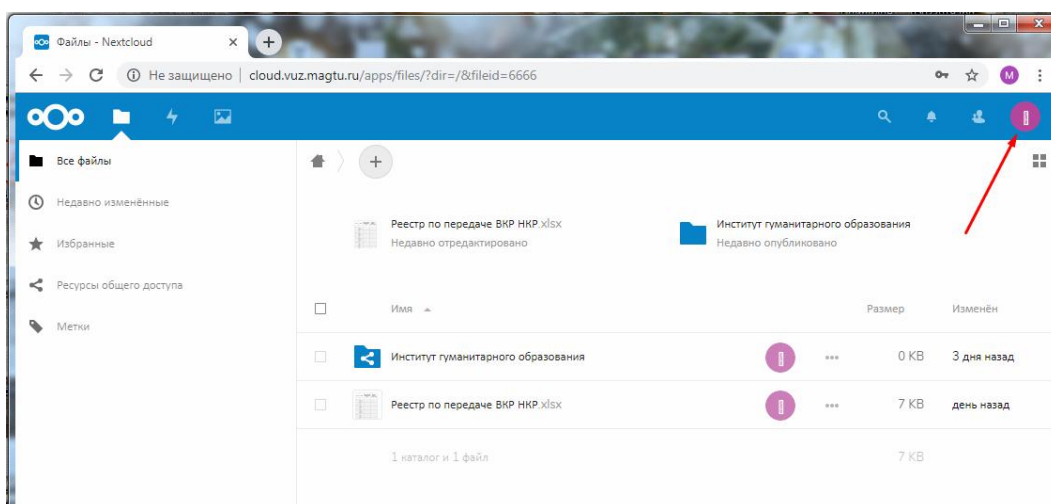 Файлы - Nextcloud
Не защищено | cloud.vuz.magtu.ru/apps/files/?dir=/&fileid=6666
M
Все файлы
Недавно изменённые
Избранные
Ресурсы общего доступа
Метки
Реестр по передаче ВКР НКР.xlsx
Недавно отредактировано
Институт гуманитарного образования
Недавно опубликовано
Имя Размер Изменён
Институт гуманитарного образования 0 KB 3 дня назад
Реестр по передаче ВКР НКР.xlsx 7 KB день назад
1 каталог и 1 файл 7 KB